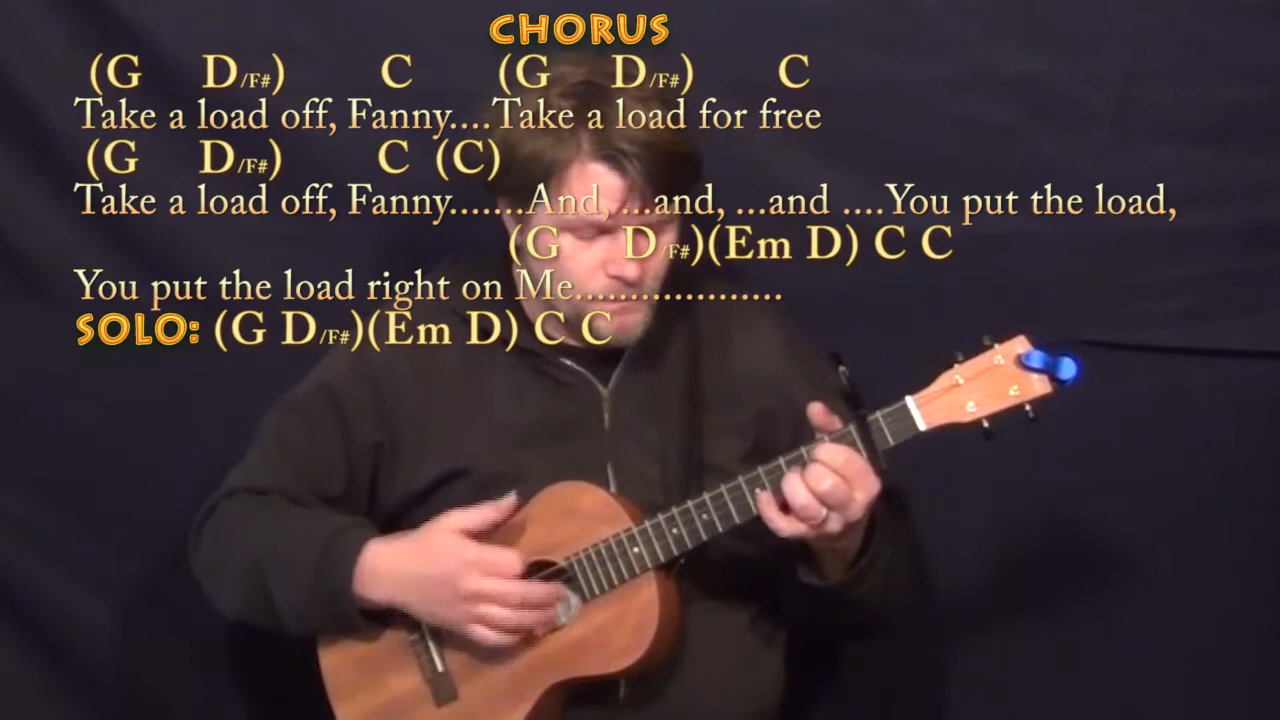 CHORUS
(G D/F#) C (G D/F#) C
Take a load off, Fanny....Take a load for free
(G D/F#) C (C)
Take a load off, Fanny.......And, ...and, ...and ....You put the load,
(G D/F#)(Em D) C C
You put the load right on Me...................
SOLO: (G D/F#)(Em D) C C